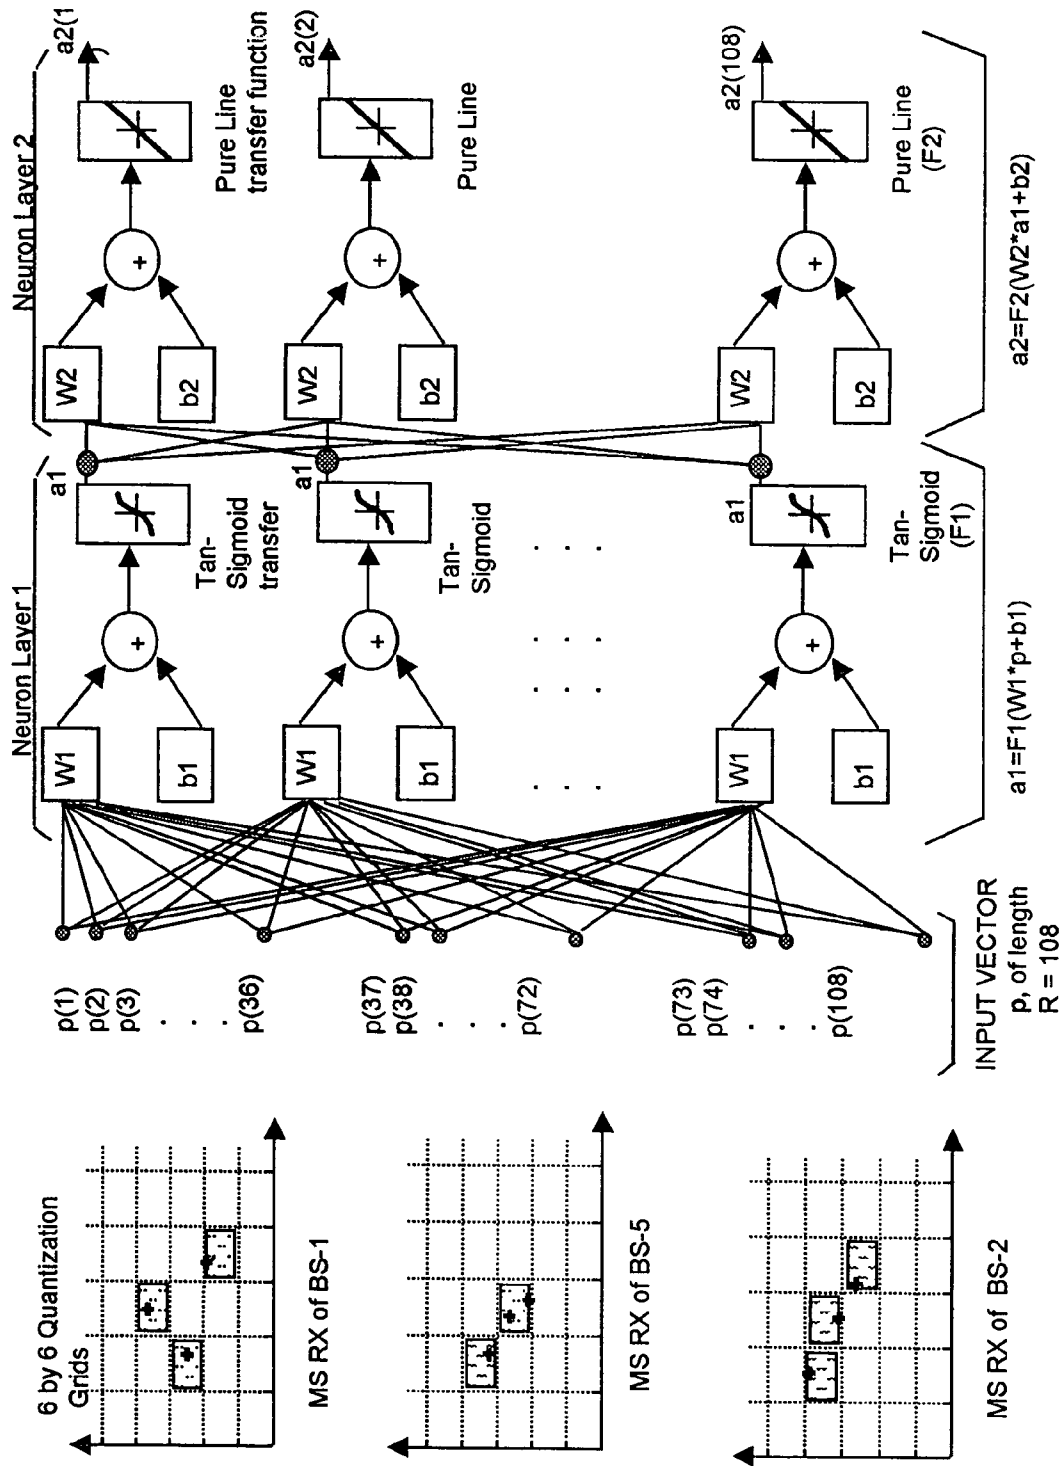 6 by 6 Quantization
Grids
MS RX of BS-1
MS RX of BS-5
MS RX of BS-2
p(1)
p(2)
p(3)
. . . .
p(36)
p(37)
p(38)
. . . .
p(72)
p(73)
p(74)
. . . .
p(108)
INPUT VECTOR
p, of length
R = 108
Neuron Layer 1
W1
b1
+
Tan-
Sigmoid
transfer
a1
W1
b1
+
Tan-
Sigmoid
a1
. . .
. . .
. . .
. . .
W1
b1
+
Tan-
Sigmoid
(F1)
a1
a1=F1(W1*p+b1)
Neuron Layer 2
W2
b2
+
Pure Line
transfer function
a2(1)
W2
b2
+
Pure Line
a2(2)
W2
b2
+
Pure Line
(F2)
a2(108)
a2=F2(W2*a1+b2)